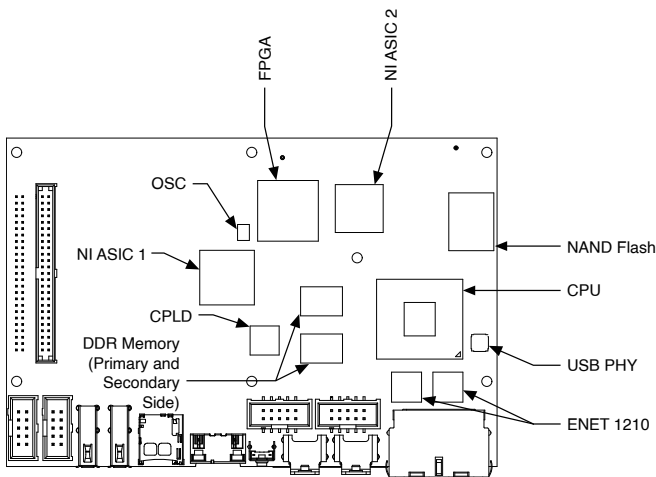 FPGA
NI ASIC 2
OSC
NI ASIC 1
NAND Flash
CPU
CPLD
DDR Memory
(Primary and
Secondary
Side)
USB PHY
ENET 1210